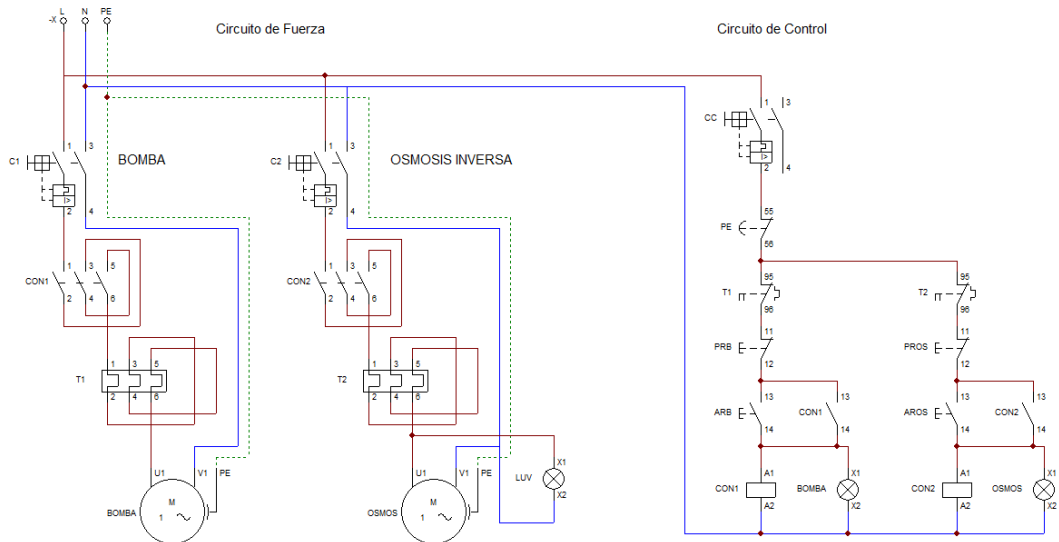 L N PE
-X
Circuito de Fuerza
Circuito de Control
1 3
CC
I>
2 4
C1
1 3
BOMBA
I>
2 4
C2
1 3
OSMOSIS INVERSA
I>
2 4
PE
55
56
CON1
1 3 5
2 4 6
CON2
1 3 5
2 4 6
T1
95
96
T2
95
96
PRB
11
12
PROS
11
12
T1
1 3 5
2 4 6
T2
1 3 5
2 4 6
ARB
13
14
CON1
13
14
AROS
13
14
CON2
13
14
U1 V1 PE
BOMBA
M
1
U1 V1 PE
OSMOS
M
1
LUV
X1
X2
CON1
A1
A2
BOMBA
X1
X2
CON2
A1
A2
OSMOS
X1
X2